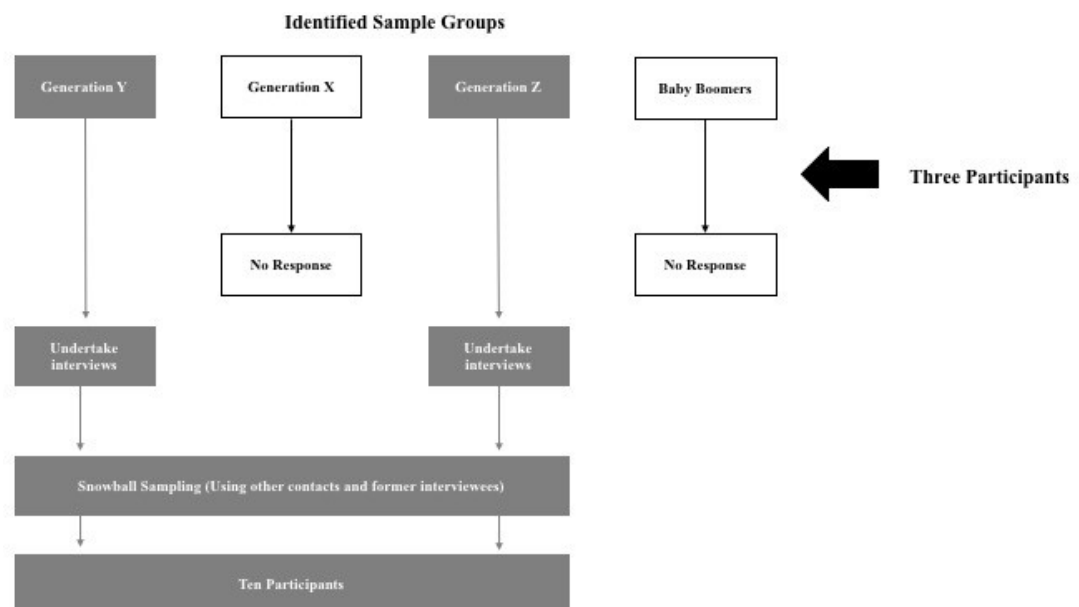 Identified Sample Groups
Generation Y
Generation X
Generation Z
Baby Boomers
Three Participants
No Response
No Response
Undertake
interviews
Undertake
interviews
Snowball Sampling (Using other contacts and former interviewees)
Ten Participants